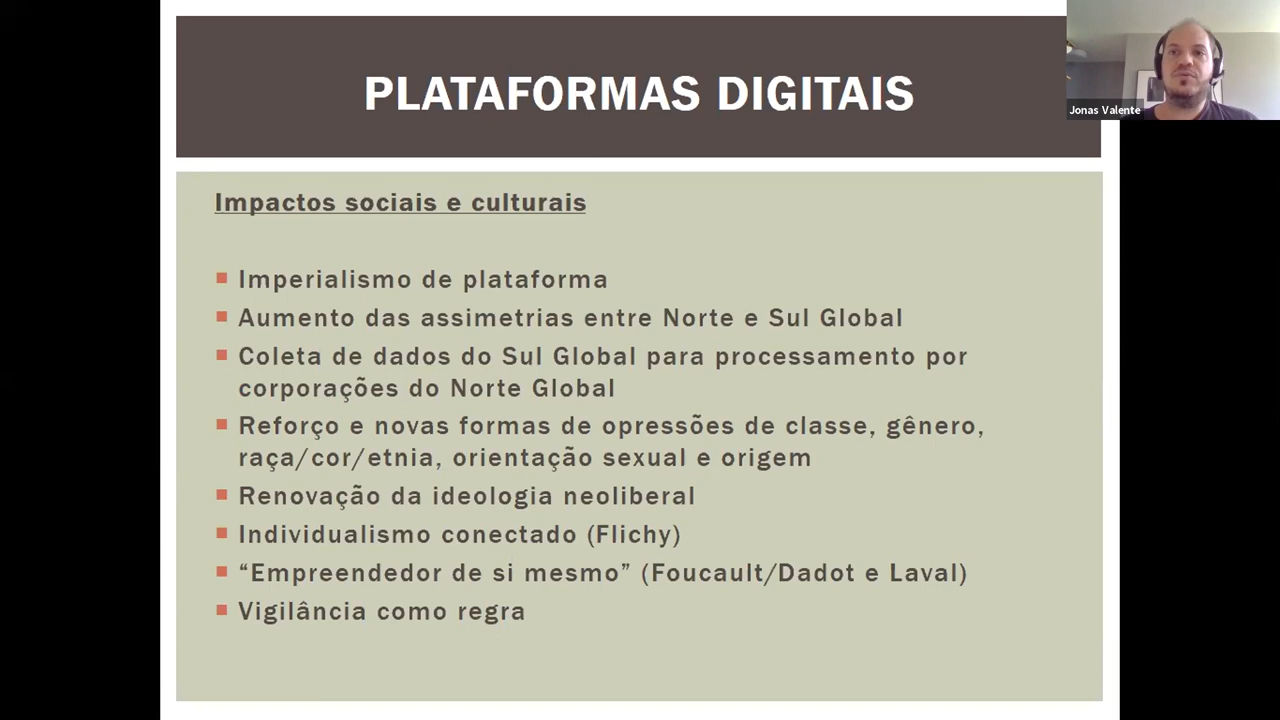 PLATAFORMAS DIGITAIS
Jonas Valente
Impactos sociais e culturais
Imperialismo de plataforma
Aumento das assimetrias entre Norte e Sul Global
Coleta de dados do Sul Global para processamento por
corporações do Norte Global
Reforço e novas formas de opressões de classe, gênero,
raça/cor/etnia, orientação sexual e origem
Renovação da ideologia neoliberal
Individualismo conectado (Flichy)
“Empreendedor de si mesmo” (Foucault/Dadot e Laval)
Vigilância como regra